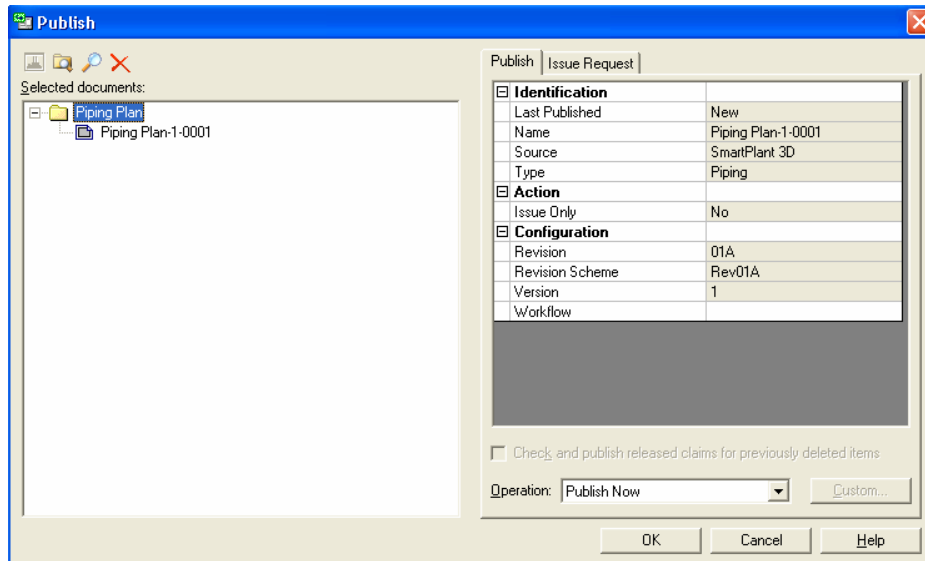 Publish
Selected documents:
Piping Plan
Piping Plan-1-0001
Publish
Issue Request
Identification
Last Published New
Name Piping Plan-1-0001
Source SmartPlant 3D
Type Piping
Action
Issue Only No
Configuration
Revision 01A
Revision Scheme Rev01A
Version 1
Workflow
Check and publish released claims for previously deleted items
Operation: Publish Now Custom...
OK Cancel Help